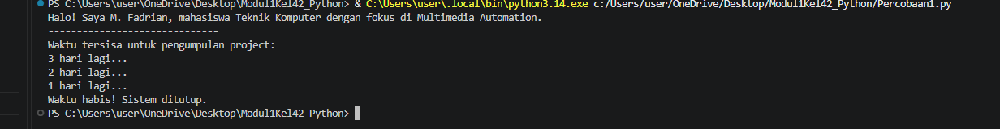 PS C:\Users\user\OneDrive\Desktop\Modul1Kel42_Python> & C:\Users\user\.local\bin\python3.14.exe c:/Users/user/OneDrive/Desktop/Modul1Kel42_Python/Percobaan1.py
Halo! Saya M. Fadrian, mahasiswa Teknik Komputer dengan fokus di Multimedia Automation.
------------------------------
Waktu tersisa untuk pengumpulan project:
3 hari lagi...
2 hari lagi...
1 hari lagi...
Waktu habis! Sistem ditutup.
PS C:\Users\user\OneDrive\Desktop\Modul1Kel42_Python>